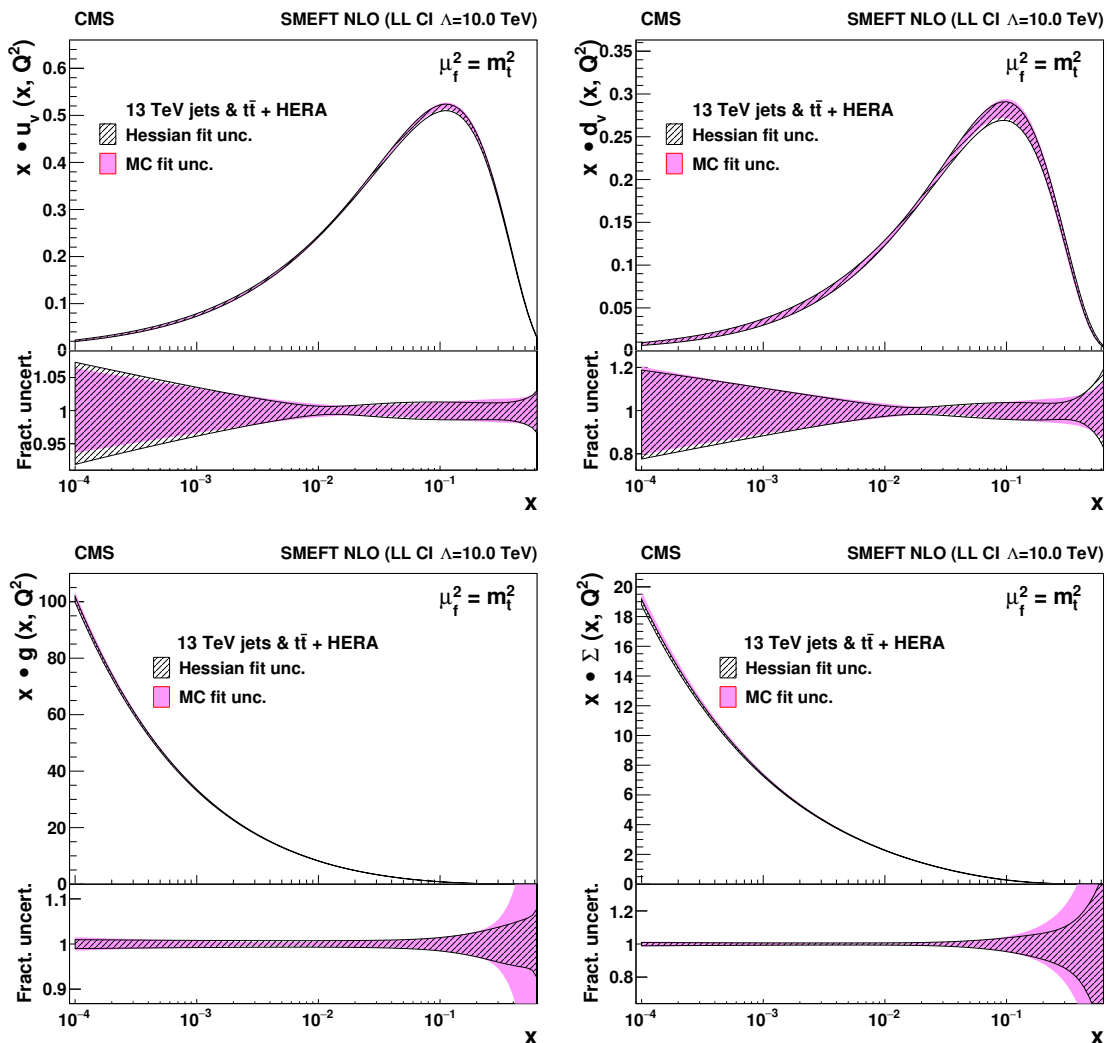 CMS SMEFT NLO (LL CI Λ=10.0 TeV)
x • u_v (x, Q²)
μ_f² = m_t²
13 TeV jets & tt̄ + HERA
Hessian fit unc.
MC fit unc.
0.6
0.5
0.4
0.3
0.2
0.1
0
Fract. uncert.
1.05
1
0.95
10⁻⁴ 10⁻³ 10⁻² 10⁻¹
x
CMS SMEFT NLO (LL CI Λ=10.0 TeV)
x • d_v (x, Q²)
μ_f² = m_t²
13 TeV jets & tt̄ + HERA
Hessian fit unc.
MC fit unc.
0.35
0.3
0.25
0.2
0.15
0.1
0.05
0
Fract. uncert.
1.2
1
0.8
10⁻⁴ 10⁻³ 10⁻² 10⁻¹
x
CMS SMEFT NLO (LL CI Λ=10.0 TeV)
x • g (x, Q²)
μ_f² = m_t²
13 TeV jets & tt̄ + HERA
Hessian fit unc.
MC fit unc.
100
80
60
40
20
0
Fract. uncert.
1.1
1
0.9
10⁻⁴ 10⁻³ 10⁻² 10⁻¹
x
CMS SMEFT NLO (LL CI Λ=10.0 TeV)
x • Σ (x, Q²)
μ_f² = m_t²
13 TeV jets & tt̄ + HERA
Hessian fit unc.
MC fit unc.
20
18
16
14
12
10
8
6
4
2
0
Fract. uncert.
1.2
1
0.8
10⁻⁴ 10⁻³ 10⁻² 10⁻¹
x